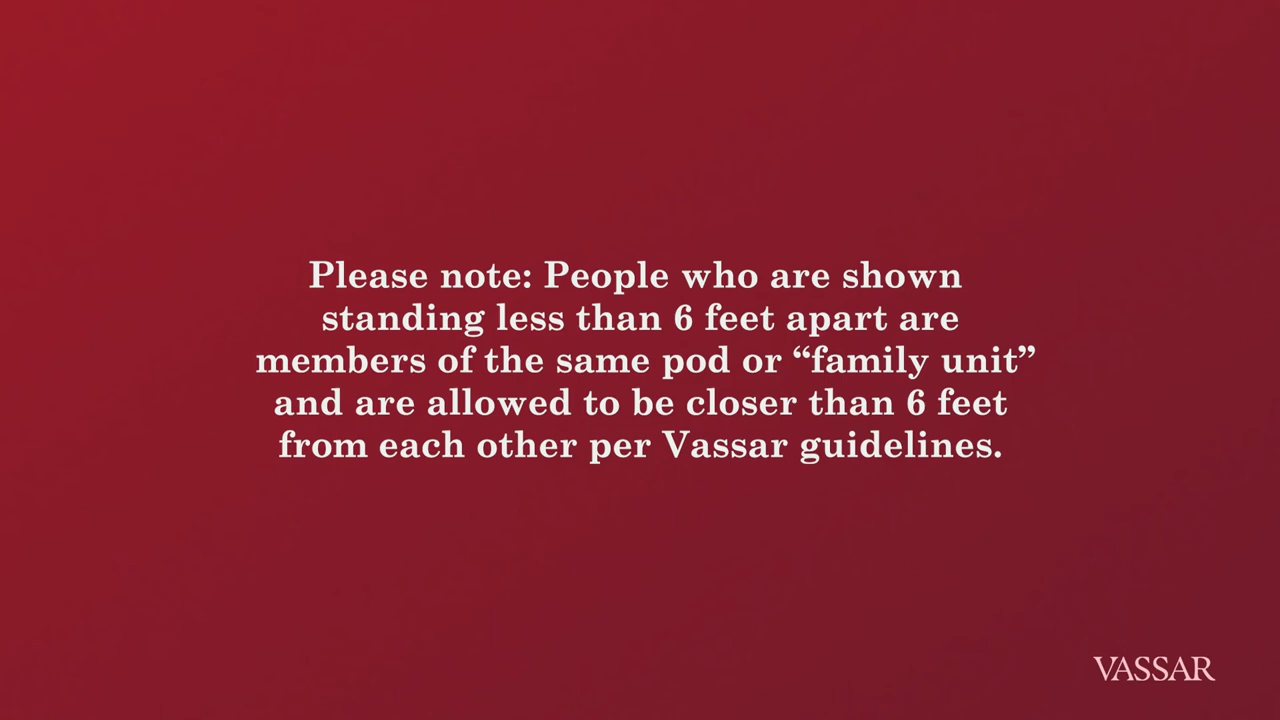 Please note: People who are shown
standing less than 6 feet apart are
members of the same pod or “family unit”
and are allowed to be closer than 6 feet
from each other per Vassar guidelines.
VASSAR